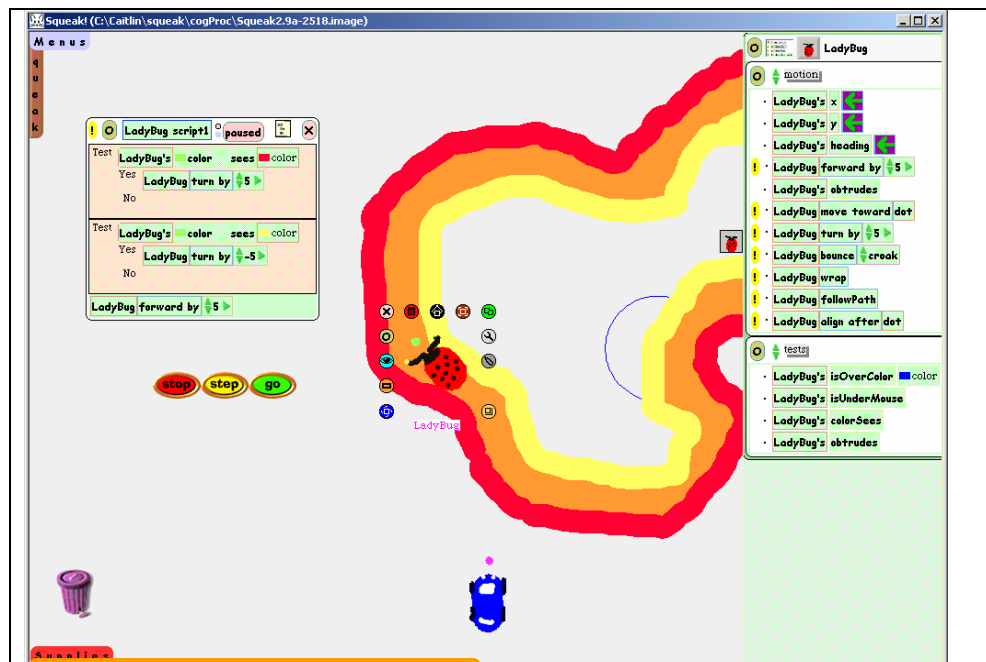 Squeak! (C:\Caitlin\squeak\cogProc\Squeak2.9a-2518.image)
Menus
queak
LadyBug script1 paused
Test LadyBug's color sees color
Yes LadyBug turn by 5
No
Test LadyBug's color sees color
Yes LadyBug turn by -5
No
LadyBug forward by 5
stop step go
LadyBug
Supplies
LadyBug
motion
LadyBug's x
LadyBug's y
LadyBug's heading
! LadyBug forward by 5
LadyBug's obtrudes
! LadyBug move toward dot
! LadyBug turn by 5
! LadyBug bounce croak
! LadyBug wrap
! LadyBug followPath
! LadyBug align after dot
tests
LadyBug's isOverColor color
LadyBug's isUnderMouse
LadyBug's colorSees
LadyBug's obtrudes